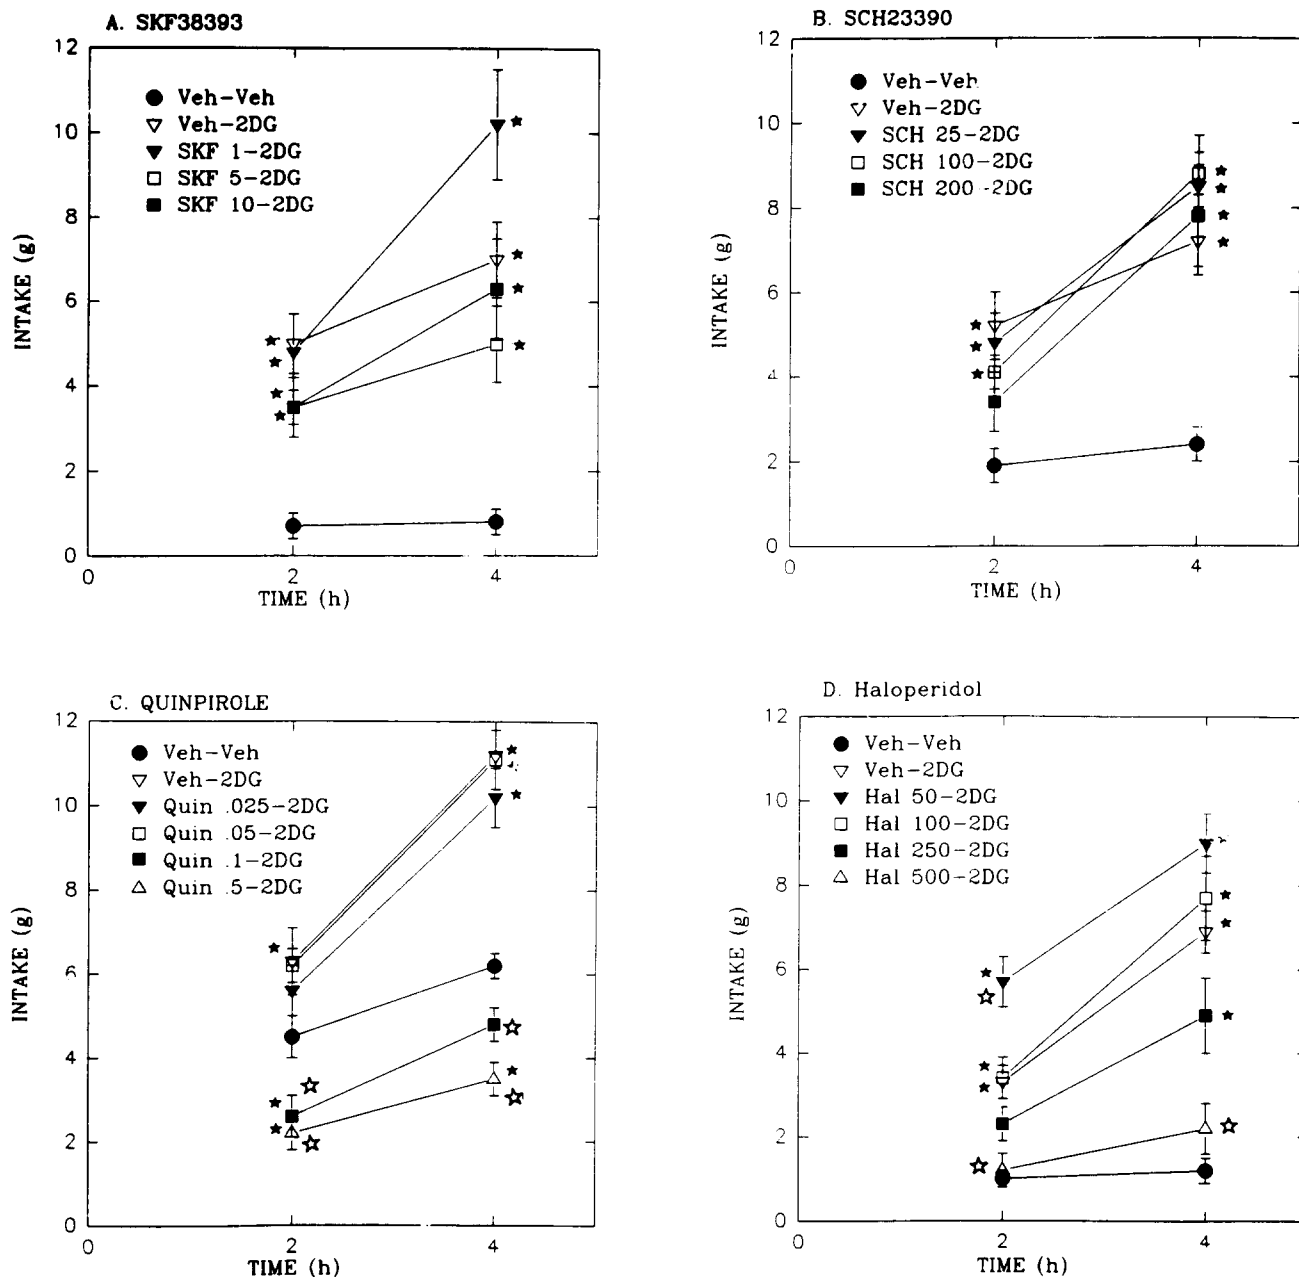 A. SKF38393
12
10
8
6
4
2
0
INTAKE (g)
Veh-Veh
Veh-2DG
SKF 1-2DG
SKF 5-2DG
SKF 10-2DG
0 2 4
TIME (h)
B. SCH23390
12
10
8
6
4
2
0
INTAKE (g)
Veh-Veh
Veh-2DG
SCH 25-2DG
SCH 100-2DG
SCH 200-2DG
0 2 4
TIME (h)
C. QUINPIROLE
12
10
8
6
4
2
0
INTAKE (g)
Veh-Veh
Veh-2DG
Quin .025-2DG
Quin .05-2DG
Quin .1-2DG
Quin .5-2DG
0 2 4
TIME (h)
D. Haloperidol
12
10
8
6
4
2
0
INTAKE (g)
Veh-Veh
Veh-2DG
Hal 50-2DG
Hal 100-2DG
Hal 250-2DG
Hal 500-2DG
0 2 4
TIME (h)